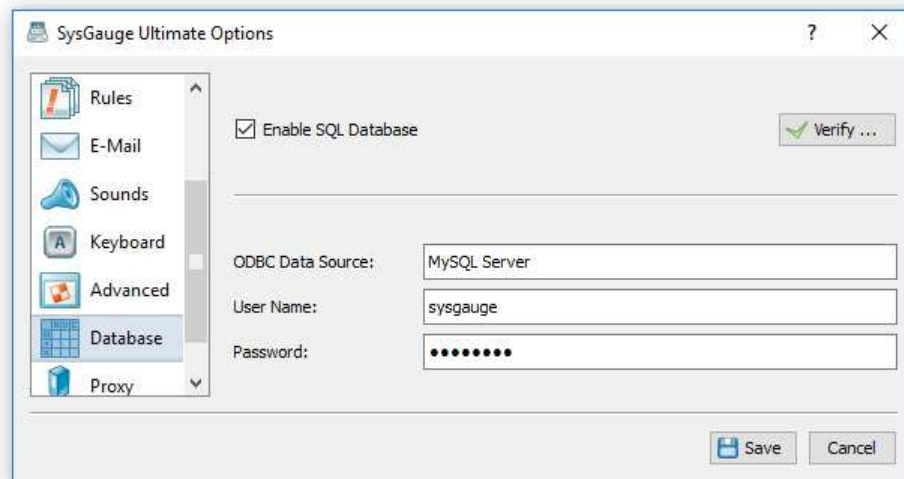 SysGauge Ultimate Options
Rules
E-Mail
Sounds
Keyboard
Advanced
Database
Proxy
Enable SQL Database
Verify ...
ODBC Data Source:
MySQL Server
User Name:
sysgauge
Password:
●●●●●●●●
Save
Cancel